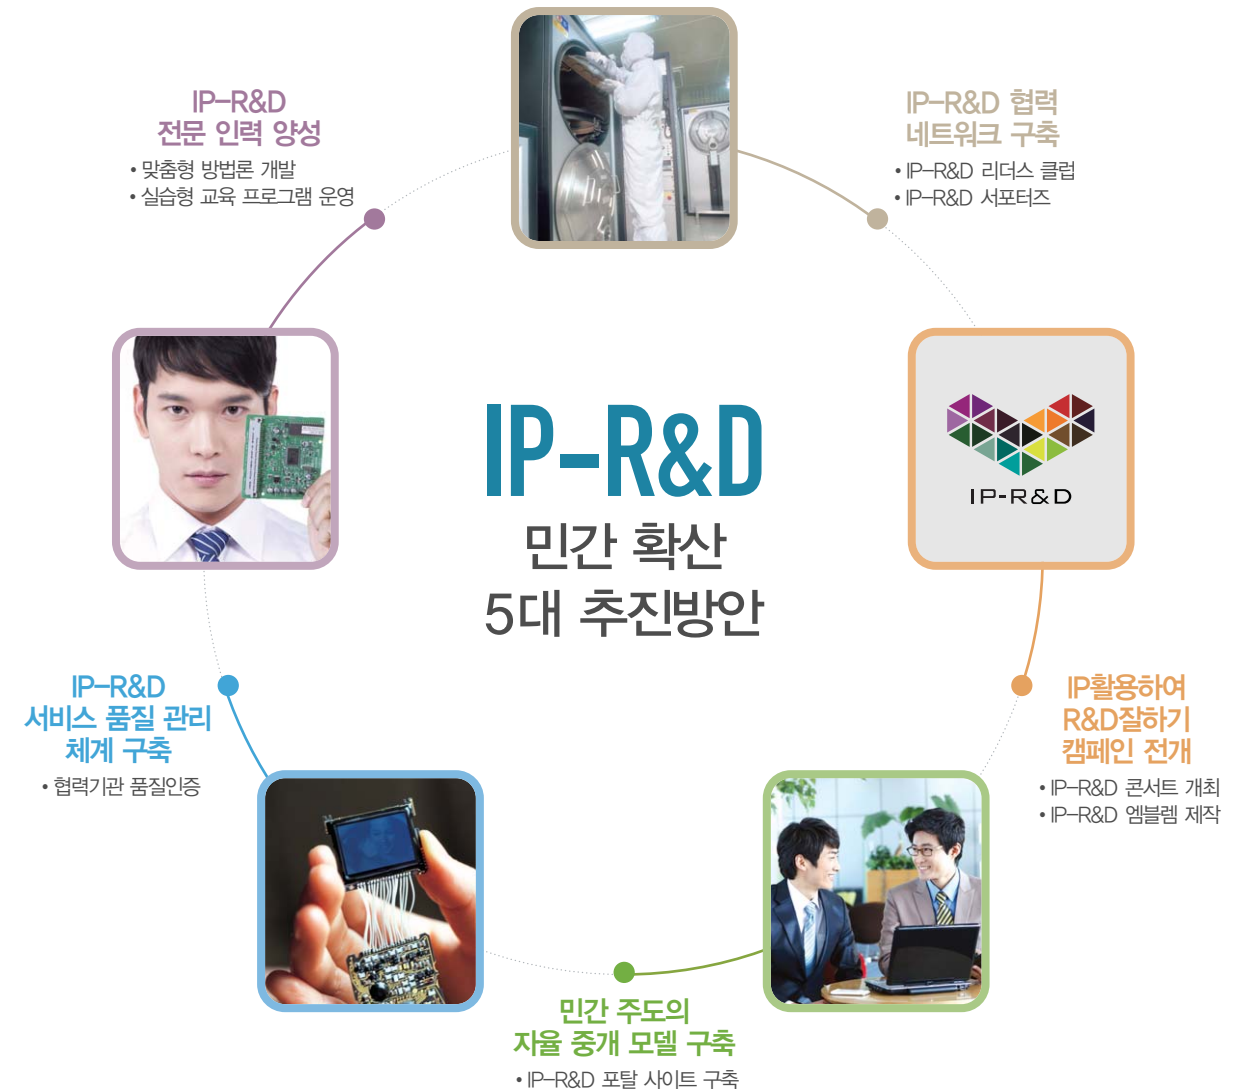 IP-R&D
전문 인력 양성
• 맞춤형 방법론 개발
• 실습형 교육 프로그램 운영
IP-R&D 협력
네트워크 구축
• IP-R&D 리더스 클럽
• IP-R&D 서포터즈
IP-R&D
IP-R&D
민간 확산
5대 추진방안
IP-R&D
서비스 품질 관리
체계 구축
• 협력기관 품질인증
IP활용하여
R&D잘하기
캠페인 전개
• IP-R&D 콘서트 개최
• IP-R&D 엠블렘 제작
민간 주도의
자율 중개 모델 구축
• IP-R&D 포탈 사이트 구축